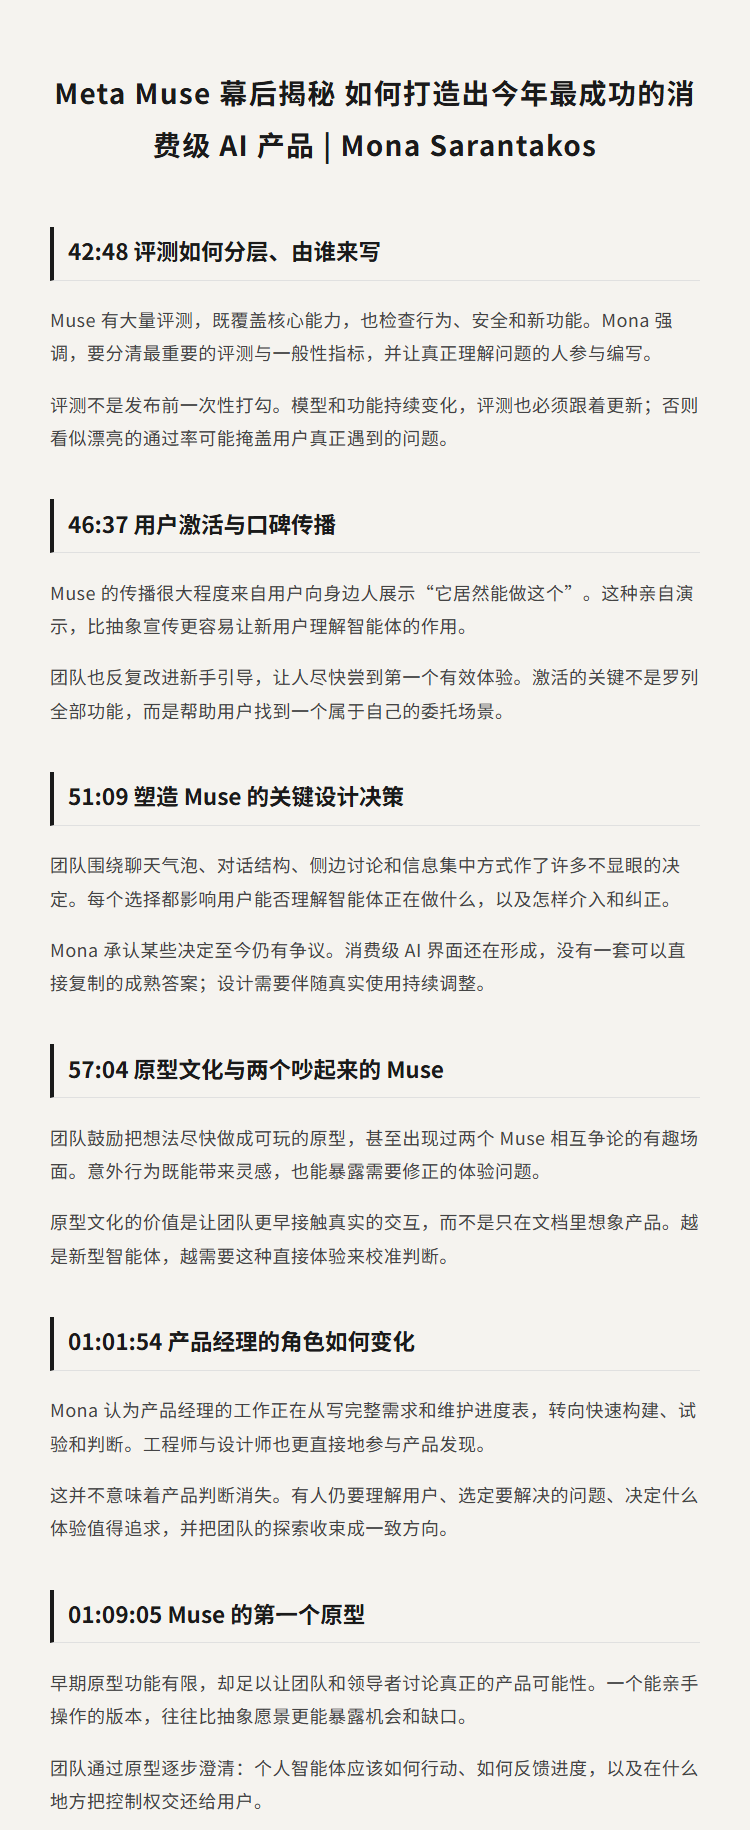 Meta Muse 幕后揭秘 如何打造出今年最成功的消
费级 AI 产品 | Mona Sarantakos
42:48 评测如何分层、由谁来写
Muse 有大量评测，既覆盖核心能力，也检查行为、安全和新功能。Mona 强
调，要分清最重要的评测与一般性指标，并让真正理解问题的人参与编写。
评测不是发布前一次性打勾。模型和功能持续变化，评测也必须跟着更新；否则
看似漂亮的通过率可能掩盖用户真正遇到的问题。
46:37 用户激活与口碑传播
Muse 的传播很大程度来自用户向身边人展示“它居然能做这个”。这种亲自演
示，比抽象宣传更容易让新用户理解智能体的作用。
团队也反复改进新手引导，让人尽快尝到第一个有效体验。激活的关键不是罗列
全部功能，而是帮助用户找到一个属于自己的委托场景。
51:09 塑造 Muse 的关键设计决策
团队围绕聊天气泡、对话结构、侧边讨论和信息集中方式作了许多不显眼的决
定。每个选择都影响用户能否理解智能体正在做什么，以及怎样介入和纠正。
Mona 承认某些决定至今仍有争议。消费级 AI 界面还在形成，没有一套可以直
接复制的成熟答案；设计需要伴随真实使用持续调整。
57:04 原型文化与两个吵起来的 Muse
团队鼓励把想法尽快做成可玩的原型，甚至出现过两个 Muse 相互争论的有趣场
面。意外行为既能带来灵感，也能暴露需要修正的体验问题。
原型文化的价值是让团队更早接触真实的交互，而不是只在文档里想象产品。越
是新型智能体，越需要这种直接体验来校准判断。
01:01:54 产品经理的角色如何变化
Mona 认为产品经理的工作正在从写完整需求和维护进度表，转向快速构建、试
验和判断。工程师与设计师也更直接地参与产品发现。
这并不意味着产品判断消失。有人仍要理解用户、选定要解决的问题、决定什么
体验值得追求，并把团队的探索收束成一致方向。
01:09:05 Muse 的第一个原型
早期原型功能有限，却足以让团队和领导者讨论真正的产品可能性。一个能亲手
操作的版本，往往比抽象愿景更能暴露机会和缺口。
团队通过原型逐步澄清：个人智能体应该如何行动、如何反馈进度，以及在什么
地方把控制权交还给用户。